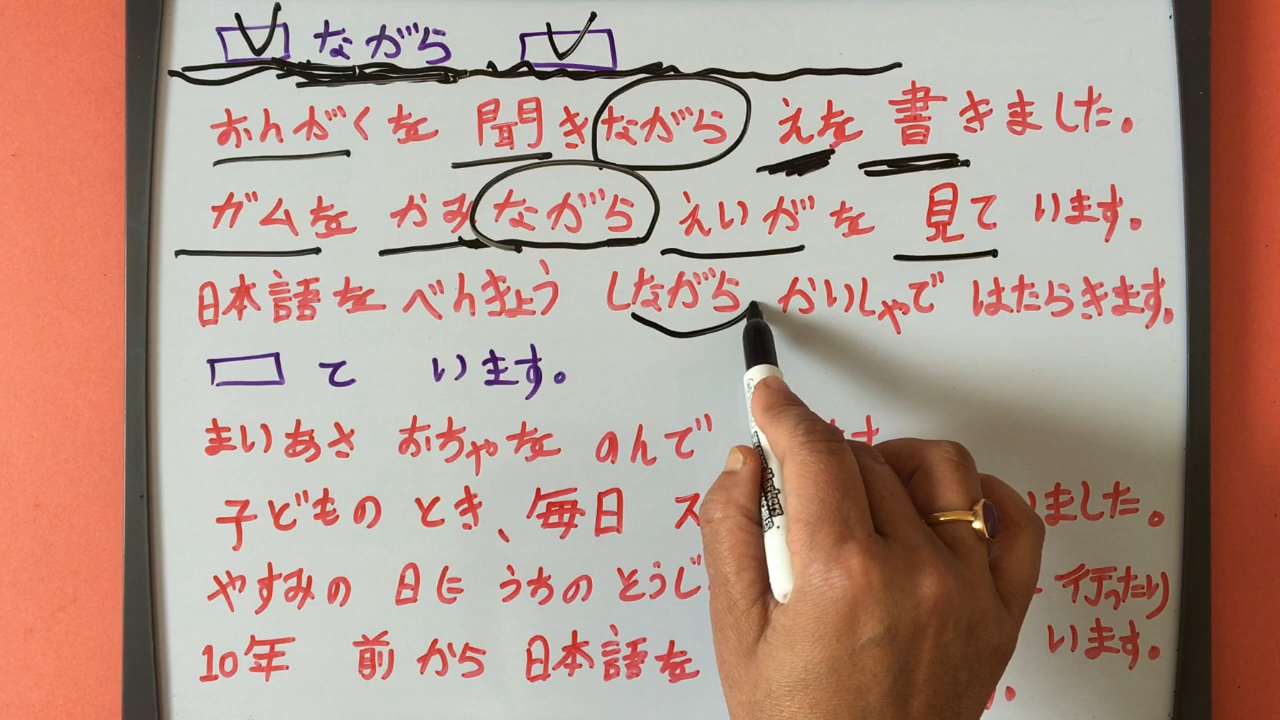 V ながら V
おんがくを 聞きながら えを 書きました。
ガムを かみながら えいがを 見て います。
日本語を べんきょう しながら かいしゃで はたらきます。
て います。
まいあさ おちゃを のんで
子どもの とき、毎日 ました。
やすみの 日に うちの とうじ 行ったり
います。
10年 前から 日本語を